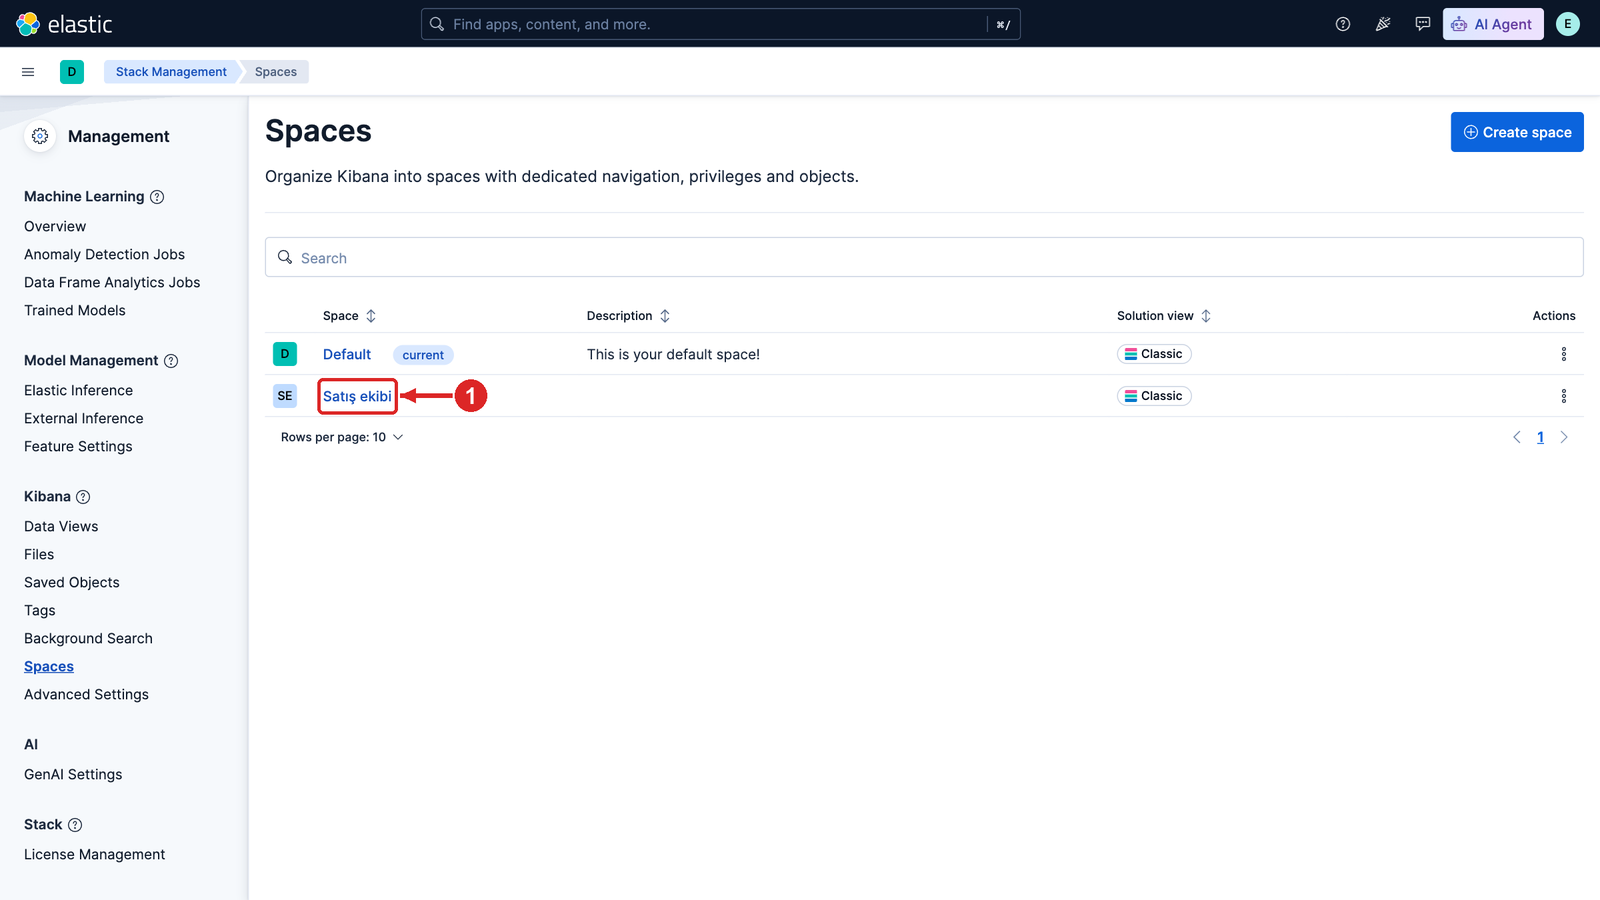 elastic
Find apps, content, and more.
⌘/
AI Agent
E
D
Stack Management
Spaces
Management
Machine Learning
Overview
Anomaly Detection Jobs
Data Frame Analytics Jobs
Trained Models
Model Management
Elastic Inference
External Inference
Feature Settings
Kibana
Data Views
Files
Saved Objects
Tags
Background Search
Spaces
Advanced Settings
AI
GenAI Settings
Stack
License Management
Spaces
Create space
Organize Kibana into spaces with dedicated navigation, privileges and objects.
Search
Space Description Solution view Actions
D Default current This is your default space! Classic
SE Satış ekibi 1 Classic
Rows per page: 10
1